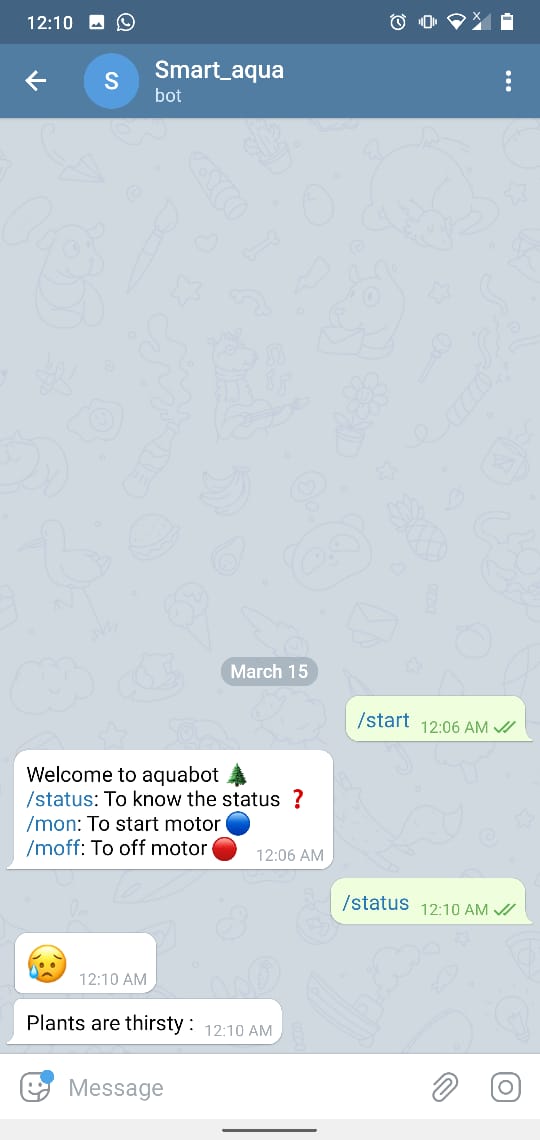 12:10
S
Smart_aqua
bot
March 15
/start 12:06 AM
Welcome to aquabot 🌲
/status: To know the status ❓
/mon: To start motor 🔵
/moff: To off motor 🔴 12:06 AM
/status 12:10 AM
😥 12:10 AM
Plants are thirsty : 12:10 AM
Message